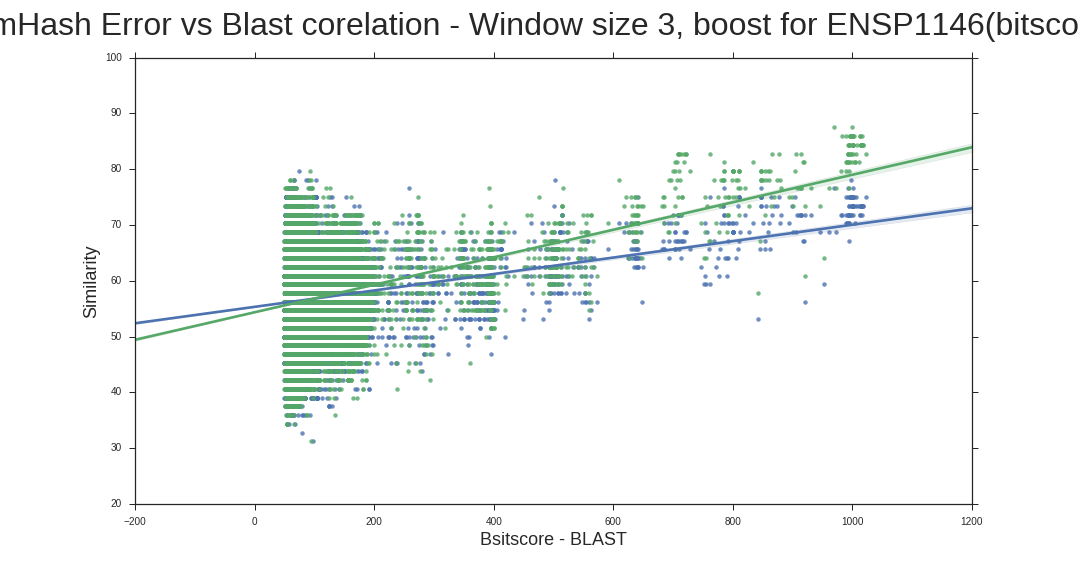 mHash Error vs Blast corelation - Window size 3, boost for ENSP1146(bitsco
100
90
80
70
60
50
40
30
20
Similarity
−200 0 200 400 600 800 1000 1200
Bsitscore - BLAST